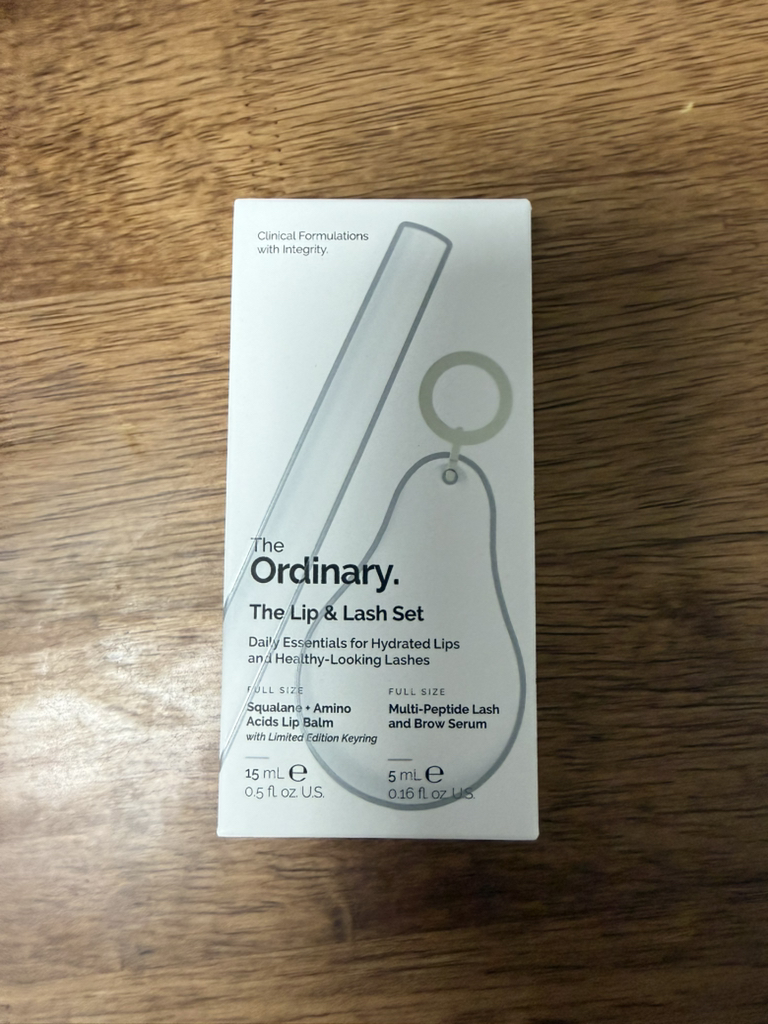 Clinical Formulations
with Integrity.
The
Ordinary.
The Lip & Lash Set
Daily Essentials for Hydrated Lips
and Healthy-Looking Lashes
FULL SIZE
Squalane + Amino
Acids Lip Balm
with Limited Edition Keyring
15 mL ℮
0.5 fl. oz. U.S.
FULL SIZE
Multi-Peptide Lash
and Brow Serum
5 mL ℮
0.16 fl. oz. U.S.